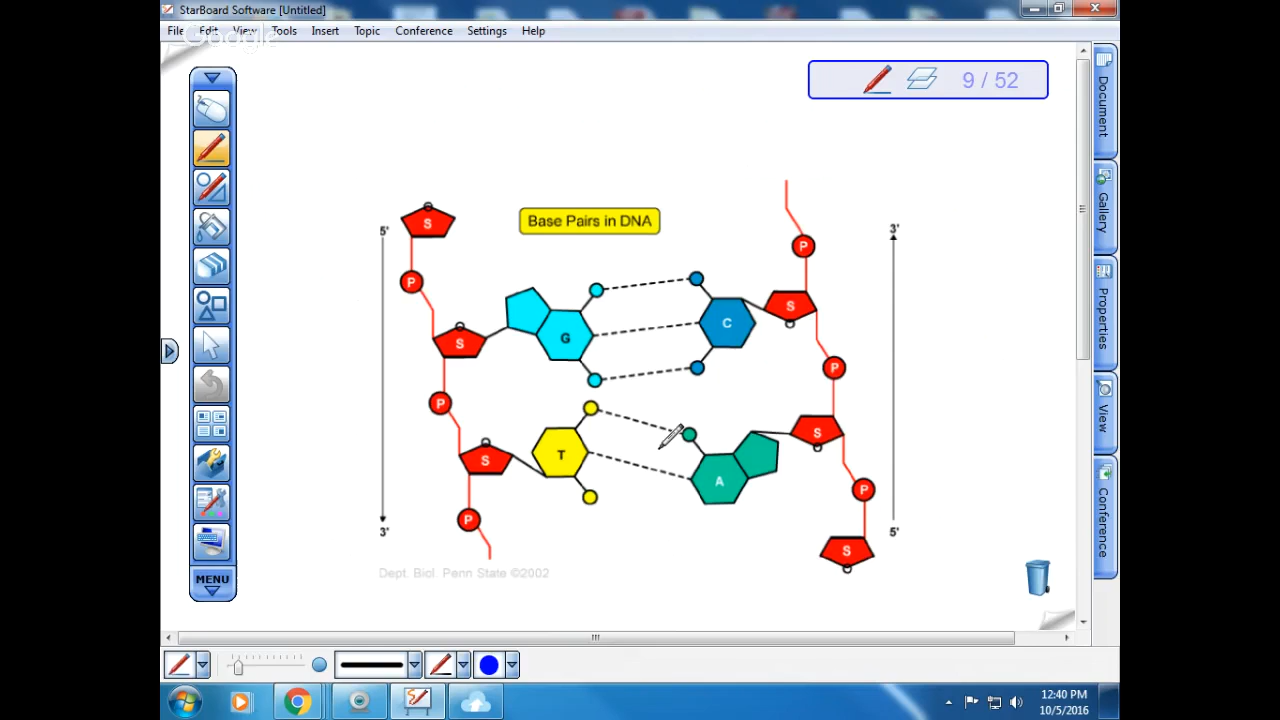 StarBoard Software [Untitled]
File Edit View Tools Insert Topic Conference Settings Help
Google
9 / 52
Document
Gallery
Properties
View
Conference
MENU
Base Pairs in DNA
5'
3'
S
P
S
P
S
P
G
C
T
A
P
S
P
S
P
S
3'
5'
Dept. Biol. Penn State ©2002
12:40 PM
10/5/2016